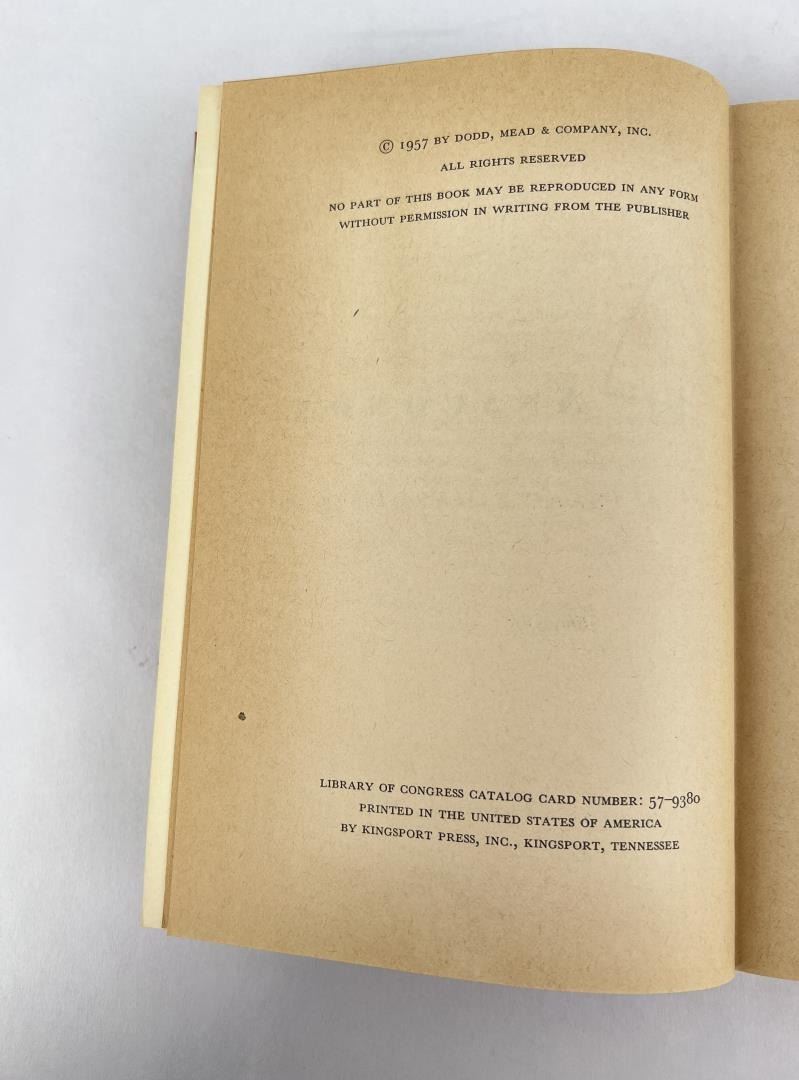 © 1957 BY DODD, MEAD & COMPANY, INC.
ALL RIGHTS RESERVED
NO PART OF THIS BOOK MAY BE REPRODUCED IN ANY FORM
WITHOUT PERMISSION IN WRITING FROM THE PUBLISHER
LIBRARY OF CONGRESS CATALOG CARD NUMBER: 57–9380
PRINTED IN THE UNITED STATES OF AMERICA
BY KINGSPORT PRESS, INC., KINGSPORT, TENNESSEE